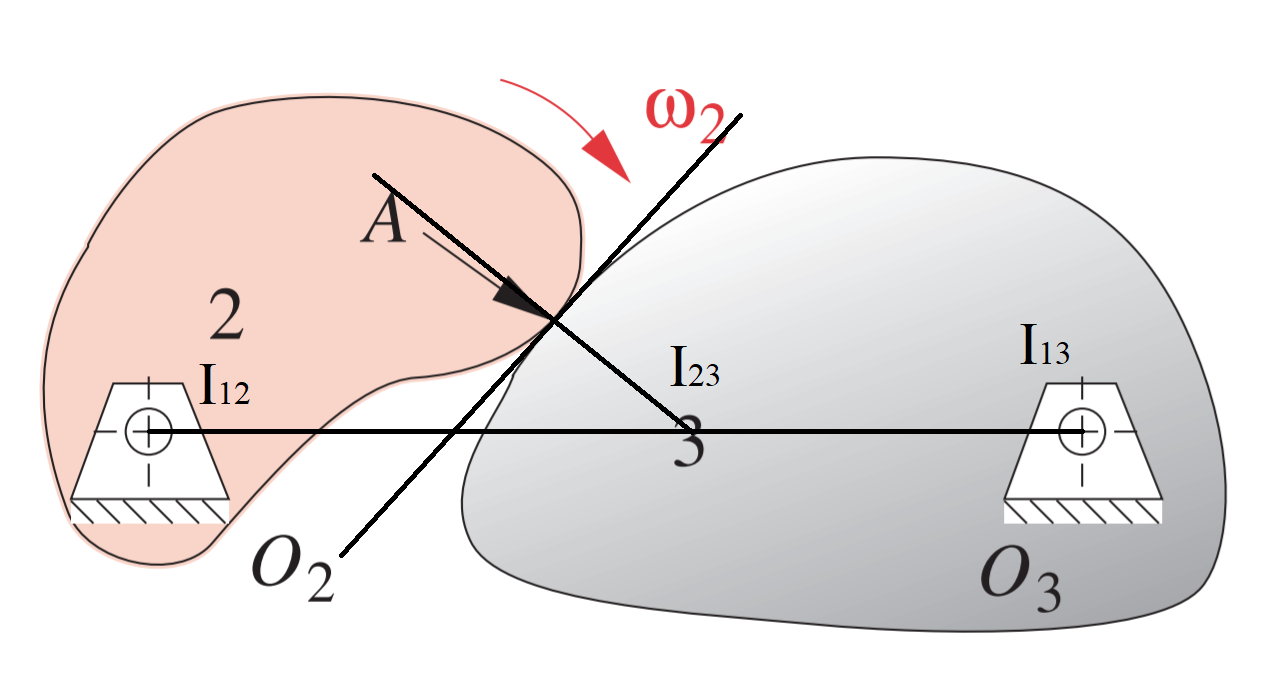 ω₂
A
2
I₁₂
I₂₃
I₁₃
3
O₂
O₃